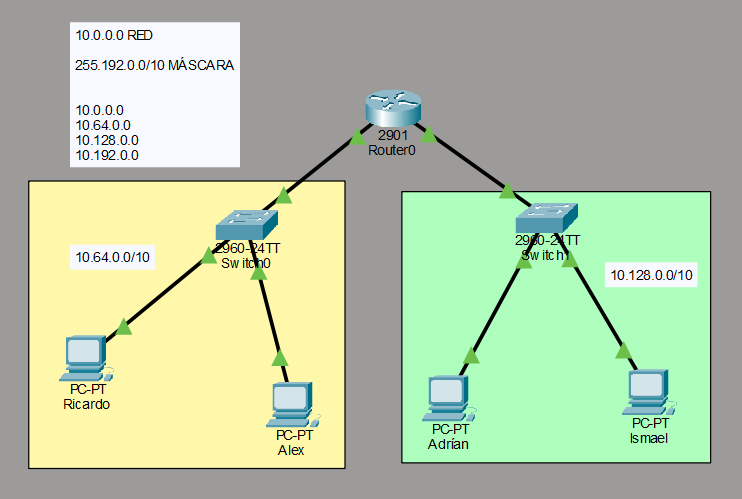 10.0.0.0 RED
255.192.0.0/10 MÁSCARA
10.0.0.0
10.64.0.0
10.128.0.0
10.192.0.0
2901
Router0
2960-24TT
Switch0
2960-24TT
Switch1
10.64.0.0/10
10.128.0.0/10
PC-PT
Ricardo
PC-PT
Alex
PC-PT
Adrían
PC-PT
Ismael